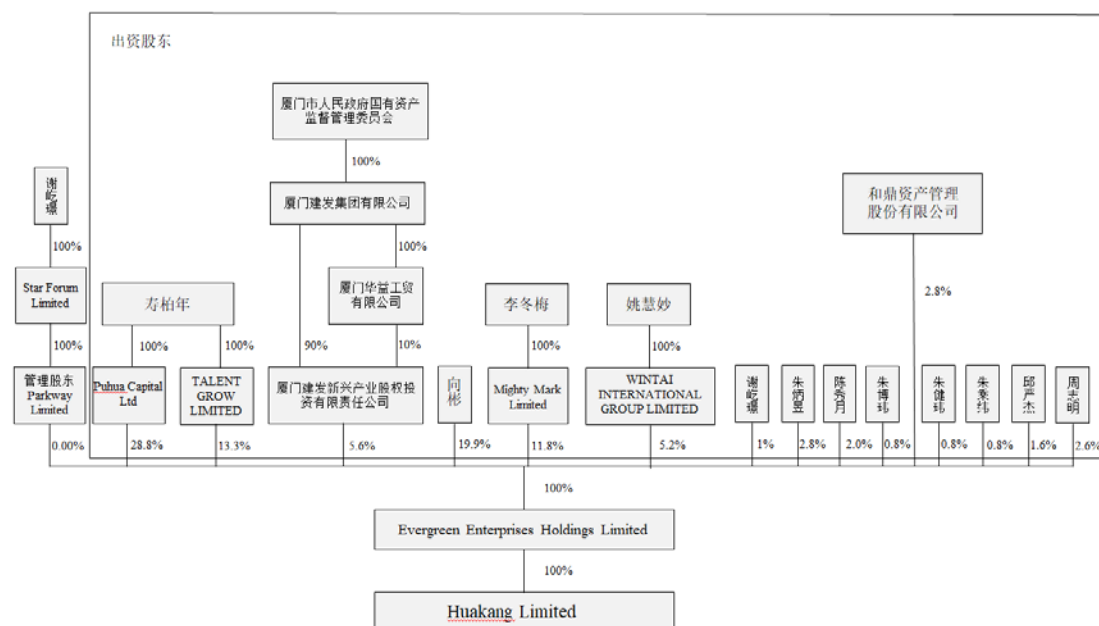 出资股东
厦门市人民政府国有资产
监督管理委员会
100%
谢屹璟
厦门建发集团有限公司
和鼎资产管理
股份有限公司
100%
100%
Star Forum
Limited
寿柏年
厦门华益工贸
有限公司
李冬梅
姚慧妙
2.8%
100%
100%
100%
90%
10%
100%
100%
管理股东
Parkway
Limited
Puhua Capital
Ltd
TALENT
GROW
LIMITED
厦门建发新兴产业股权投
资有限责任公司
向彬
Mighty Mark
Limited
WINTAI
INTERNATIONAL
GROUP LIMITED
谢屹璟
朱炳昱
陈秀月
朱博玮
朱健玮
朱秉纬
邱严杰
周志明
0.00%
28.8%
13.3%
5.6%
19.9%
11.8%
5.2%
1%
2.8%
2.0%
0.8%
0.8%
0.8%
1.6%
2.6%
100%
Evergreen Enterprises Holdings Limited
100%
Huakang Limited